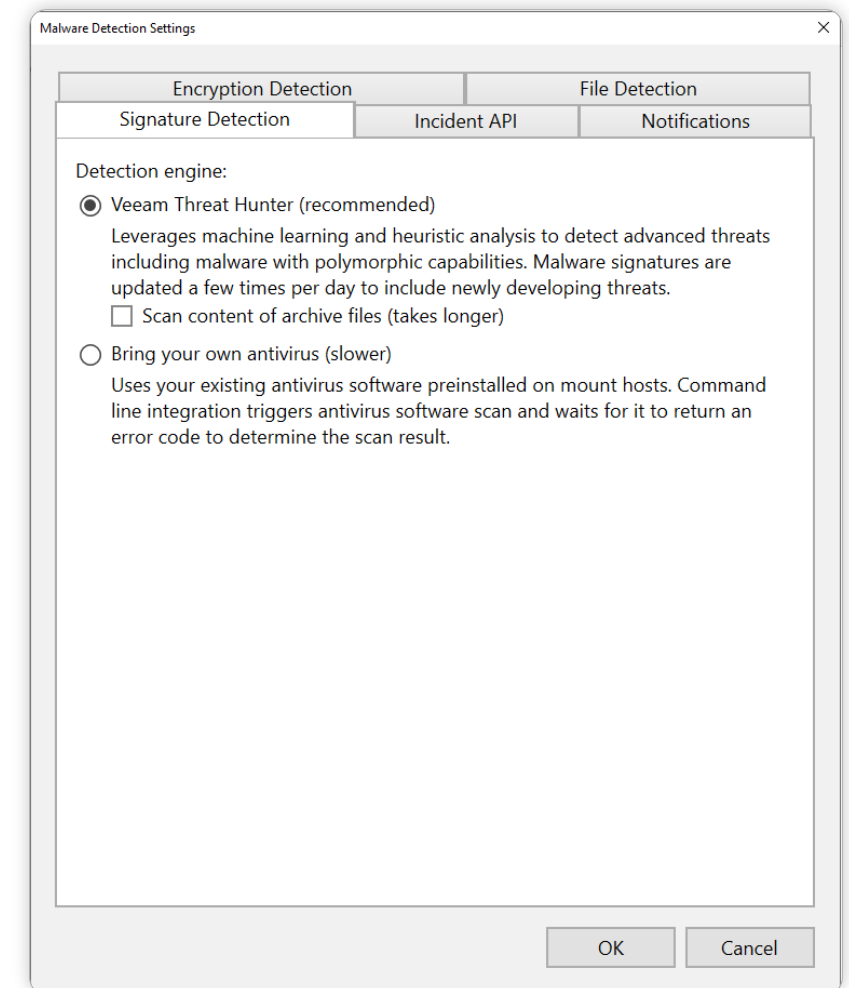 Malware Detection Settings
Encryption Detection
File Detection
Signature Detection
Incident API
Notifications
Detection engine:
Veeam Threat Hunter (recommended)
Leverages machine learning and heuristic analysis to detect advanced threats
including malware with polymorphic capabilities. Malware signatures are
updated a few times per day to include newly developing threats.
Scan content of archive files (takes longer)
Bring your own antivirus (slower)
Uses your existing antivirus software preinstalled on mount hosts. Command
line integration triggers antivirus software scan and waits for it to return an
error code to determine the scan result.
OK
Cancel